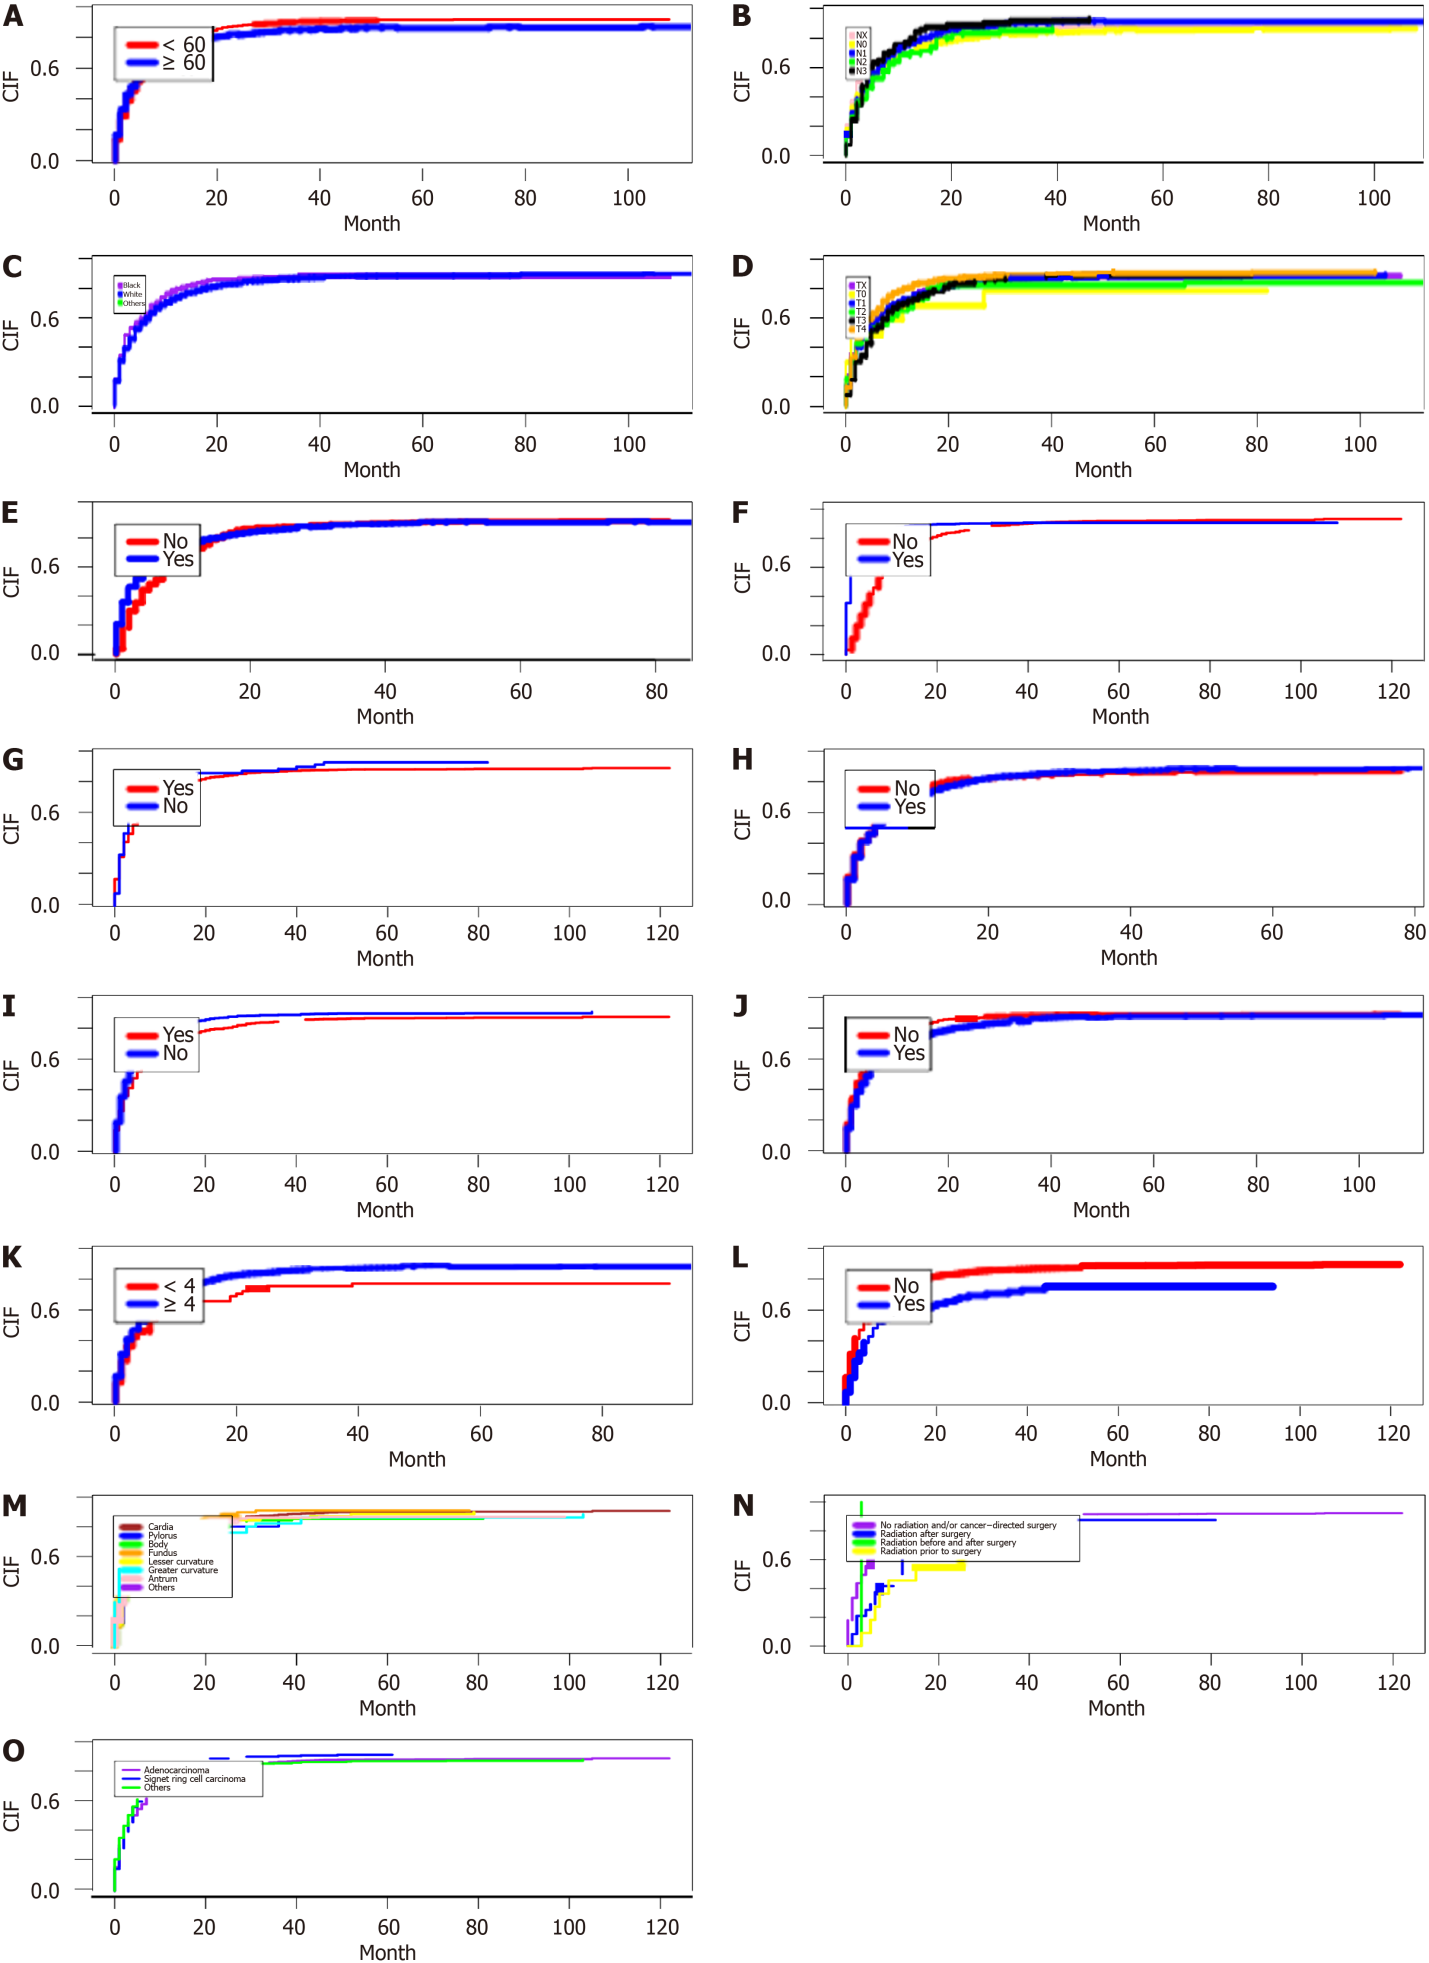 A
CIF
0.6
0.0
< 60
≥ 60
0 20 40 60 80 100
Month
B
CIF
0.6
0.0
NX
N0
N1
N2
N3
0 20 40 60 80 100
Month
C
CIF
0.6
0.0
Black
White
Others
0 20 40 60 80 100
Month
D
CIF
0.6
0.0
TX
T0
T1
T2
T3
T4
0 20 40 60 80 100
Month
E
CIF
0.6
0.0
No
Yes
0 20 40 60 80
Month
F
CIF
0.6
0.0
No
Yes
0 20 40 60 80 100 120
Month
G
CIF
0.6
0.0
Yes
No
0 20 40 60 80 100 120
Month
H
CIF
0.6
0.0
No
Yes
0 20 40 60 80
Month
I
CIF
0.6
0.0
Yes
No
0 20 40 60 80 100 120
Month
J
CIF
0.6
0.0
No
Yes
0 20 40 60 80 100
Month
K
CIF
0.6
0.0
< 4
≥ 4
0 20 40 60 80
Month
L
CIF
0.6
0.0
No
Yes
0 20 40 60 80 100 120
Month
M
CIF
0.6
0.0
Cardia
Pylorus
Body
Fundus
Lesser curvature
Greater curvature
Antrum
Others
0 20 40 60 80 100 120
Month
N
CIF
0.6
0.0
No radiation and/or cancer−directed surgery
Radiation after surgery
Radiation before and after surgery
Radiation prior to surgery
0 20 40 60 80 100 120
Month
O
CIF
0.6
0.0
Adenocarcinoma
Signet ring cell carcinoma
Others
0 20 40 60 80 100 120
Month